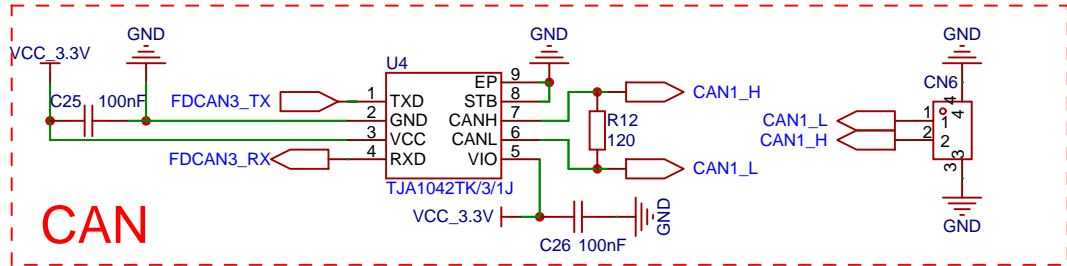 GND
GND
GND
VCC_3.3V
U4
CN6
C25
100nF
FDCAN3_TX
1
TXD
EP
9
2
GND
STB
8
3
VCC
CANH
7
4
RXD
CANL
6
VIO
5
FDCAN3_RX
TJA1042TK/3/1J
CAN1_H
R12
120
CAN1_L
CAN1_L
1
1
CAN1_H
2
2
4
4
3
3
VCC_3.3V
C26
100nF
GND
GND
CAN